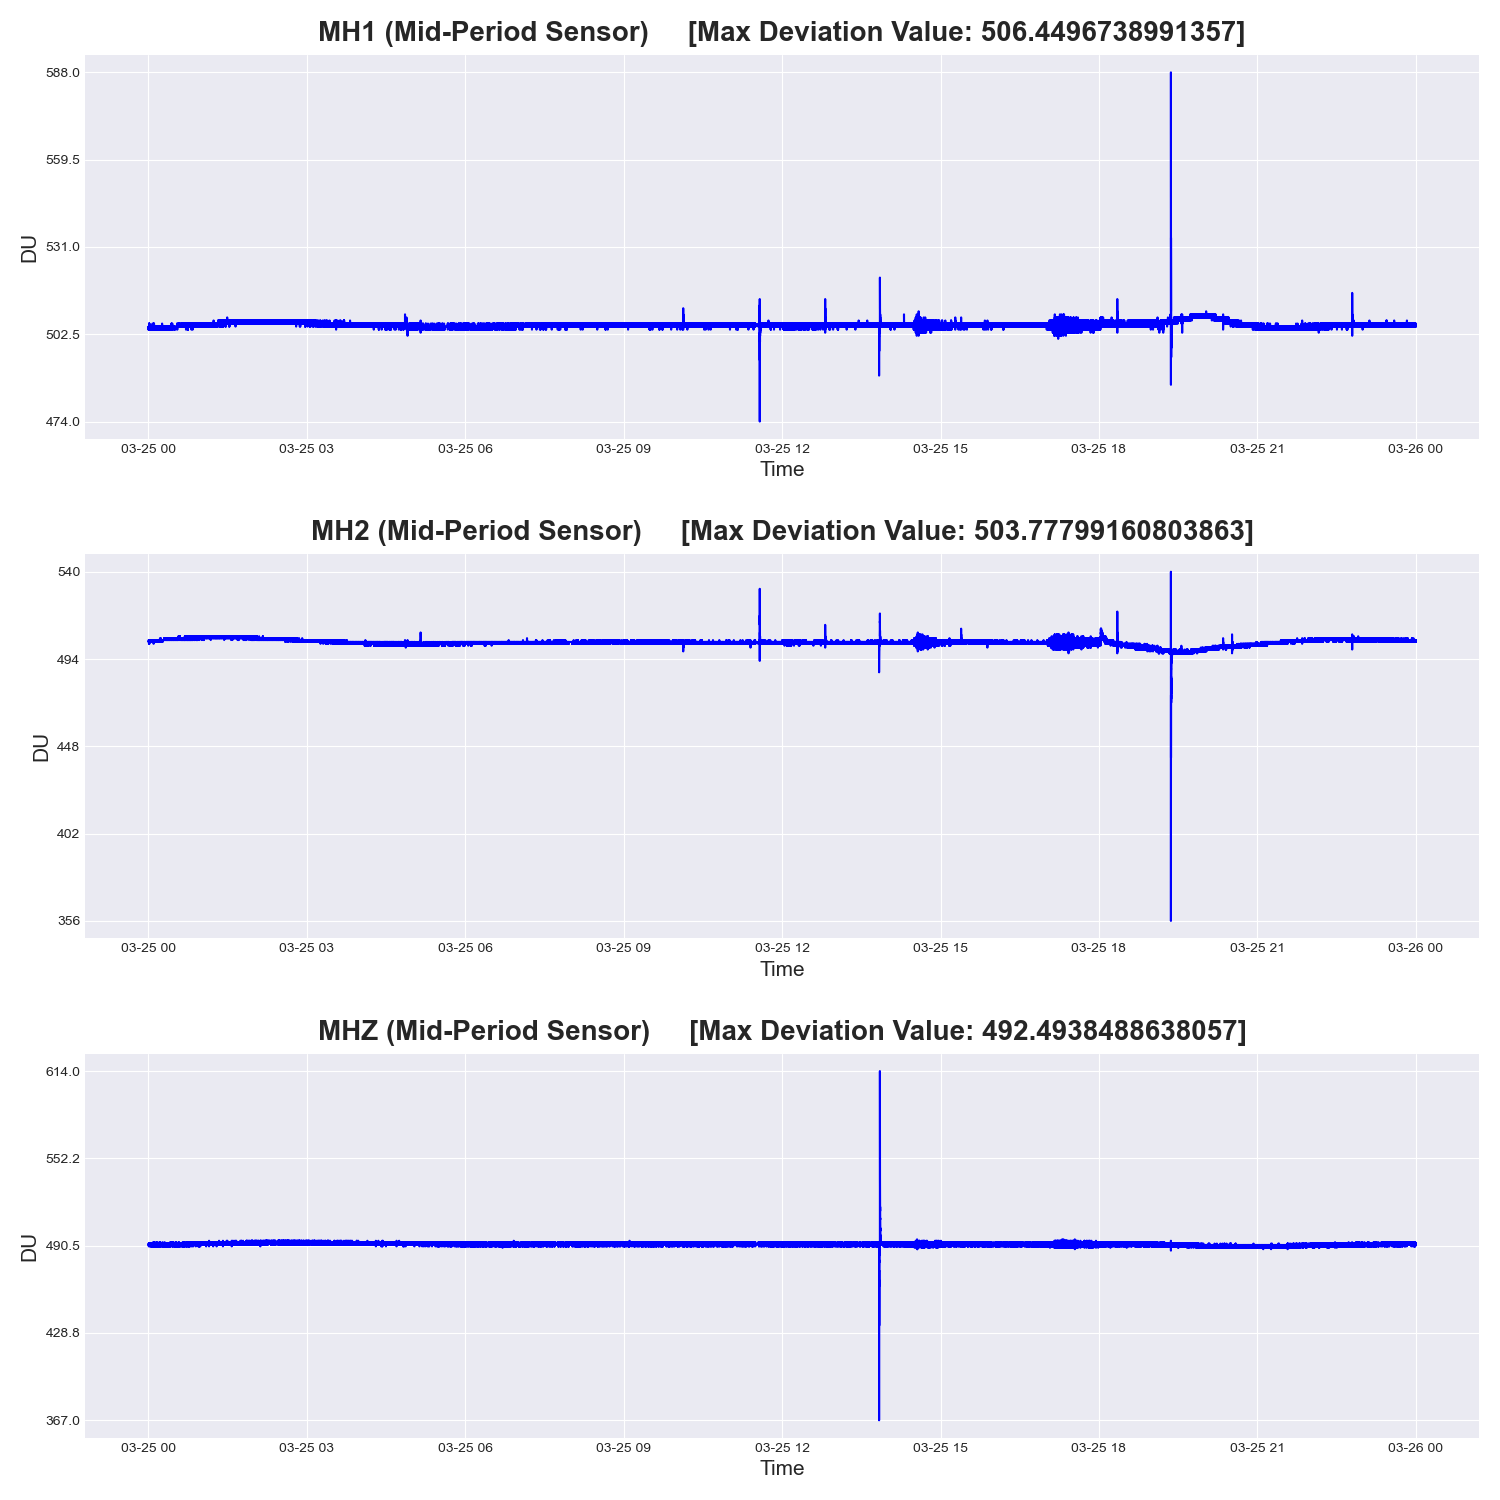 MH1 (Mid-Period Sensor) [Max Deviation Value: 506.4496738991357]
588.0
559.5
531.0
502.5
474.0
DU
03-25 00 03-25 03 03-25 06 03-25 09 03-25 12 03-25 15 03-25 18 03-25 21 03-26 00
Time
MH2 (Mid-Period Sensor) [Max Deviation Value: 503.77799160803863]
540
494
448
402
356
DU
03-25 00 03-25 03 03-25 06 03-25 09 03-25 12 03-25 15 03-25 18 03-25 21 03-26 00
Time
MHZ (Mid-Period Sensor) [Max Deviation Value: 492.4938488638057]
614.0
552.2
490.5
428.8
367.0
DU
03-25 00 03-25 03 03-25 06 03-25 09 03-25 12 03-25 15 03-25 18 03-25 21 03-26 00
Time